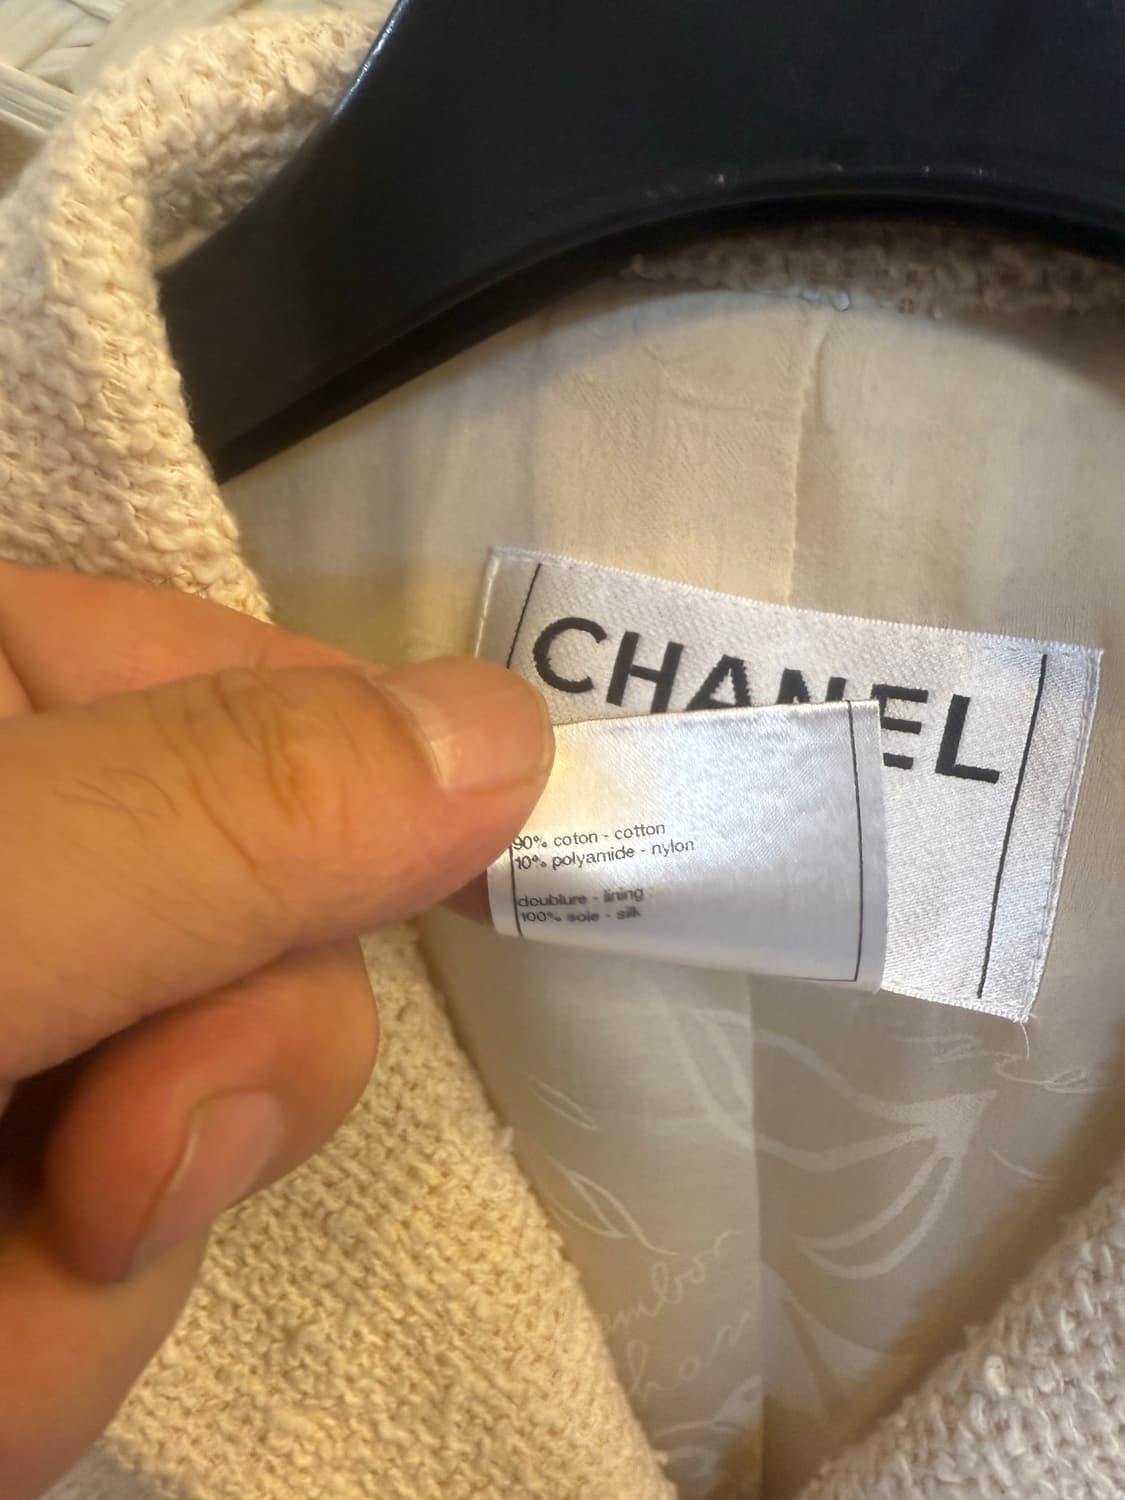 CHANEL
90% coton - cotton
10% polyamide - nylon
doublure - lining
100% soie - silk